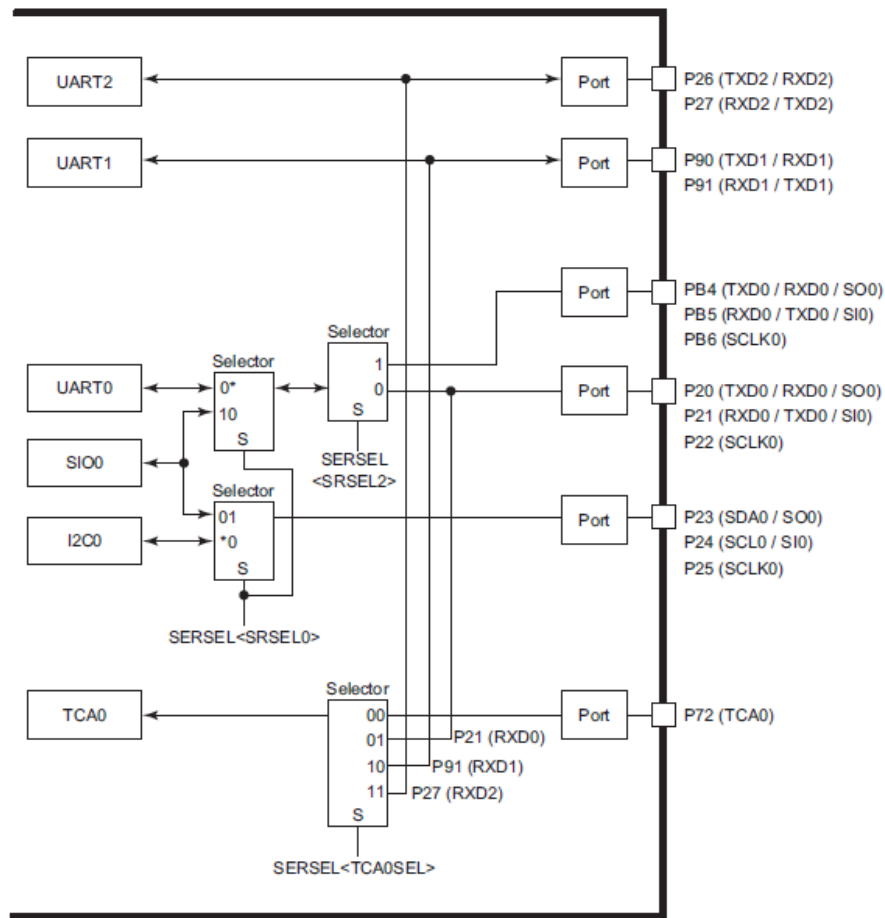 UART2
Port
P26 (TXD2 / RXD2)
P27 (RXD2 / TXD2)
UART1
Port
P90 (TXD1 / RXD1)
P91 (RXD1 / TXD1)
Port
PB4 (TXD0 / RXD0 / SO0)
PB5 (RXD0 / TXD0 / SI0)
PB6 (SCLK0)
Selector
1
0
S
SERSEL
<SRSEL2>
Selector
0*
10
S
UART0
Port
P20 (TXD0 / RXD0 / SO0)
P21 (RXD0 / TXD0 / SI0)
P22 (SCLK0)
SIO0
Selector
01
*0
S
I2C0
Port
P23 (SDA0 / SO0)
P24 (SCL0 / SI0)
P25 (SCLK0)
SERSEL<SRSEL0>
Selector
TCA0
00
01
10
11
S
P21 (RXD0)
P91 (RXD1)
P27 (RXD2)
Port
P72 (TCA0)
SERSEL<TCA0SEL>